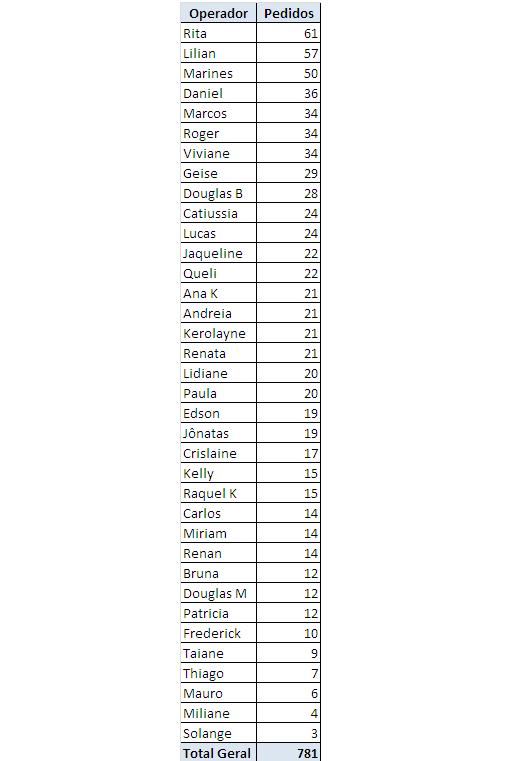 Operador Pedidos
Rita 61
Lilian 57
Marines 50
Daniel 36
Marcos 34
Roger 34
Viviane 34
Geise 29
Douglas B 28
Catiussia 24
Lucas 24
Jaqueline 22
Queli 22
Ana K 21
Andreia 21
Kerolayne 21
Renata 21
Lidiane 20
Paula 20
Edson 19
Jônatas 19
Crislaine 17
Kelly 15
Raquel K 15
Carlos 14
Miriam 14
Renan 14
Bruna 12
Douglas M 12
Patricia 12
Frederick 10
Taiane 9
Thiago 7
Mauro 6
Miliane 4
Solange 3
Total Geral 781